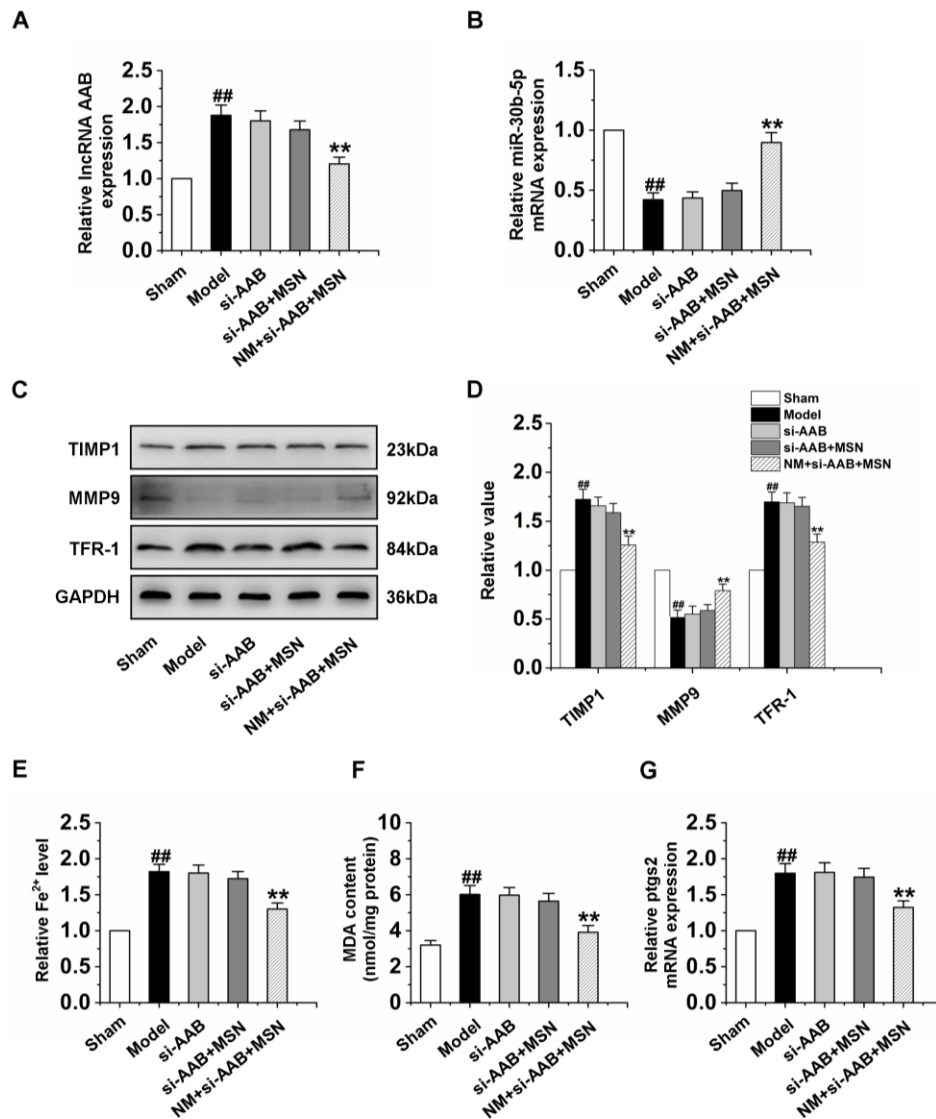 A
Relative lncRNA AAB
expression
2.5
2.0
1.5
1.0
0.5
0.0
##
**
Sham
Model
si-AAB
si-AAB+MSN
NM+si-AAB+MSN
B
Relative miR-30b-5p
mRNA expression
1.5
1.0
0.5
0.0
##
**
Sham
Model
si-AAB
si-AAB+MSN
NM+si-AAB+MSN
C
TIMP1 23kDa
MMP9 92kDa
TFR-1 84kDa
GAPDH 36kDa
Sham
Model
si-AAB
si-AAB+MSN
NM+si-AAB+MSN
D
Sham
Model
si-AAB
si-AAB+MSN
NM+si-AAB+MSN
Relative value
2.5
2.0
1.5
1.0
0.5
0.0
##
**
##
**
##
**
TIMP1
MMP9
TFR-1
E
Relative Fe²⁺ level
2.5
2.0
1.5
1.0
0.5
0.0
##
**
Sham
Model
si-AAB
si-AAB+MSN
NM+si-AAB+MSN
F
MDA content
(nmol/mg protein)
10
8
6
4
2
0
##
**
Sham
Model
si-AAB
si-AAB+MSN
NM+si-AAB+MSN
G
Relative ptgs2
mRNA expression
2.5
2.0
1.5
1.0
0.5
0.0
##
**
Sham
Model
si-AAB
si-AAB+MSN
NM+si-AAB+MSN